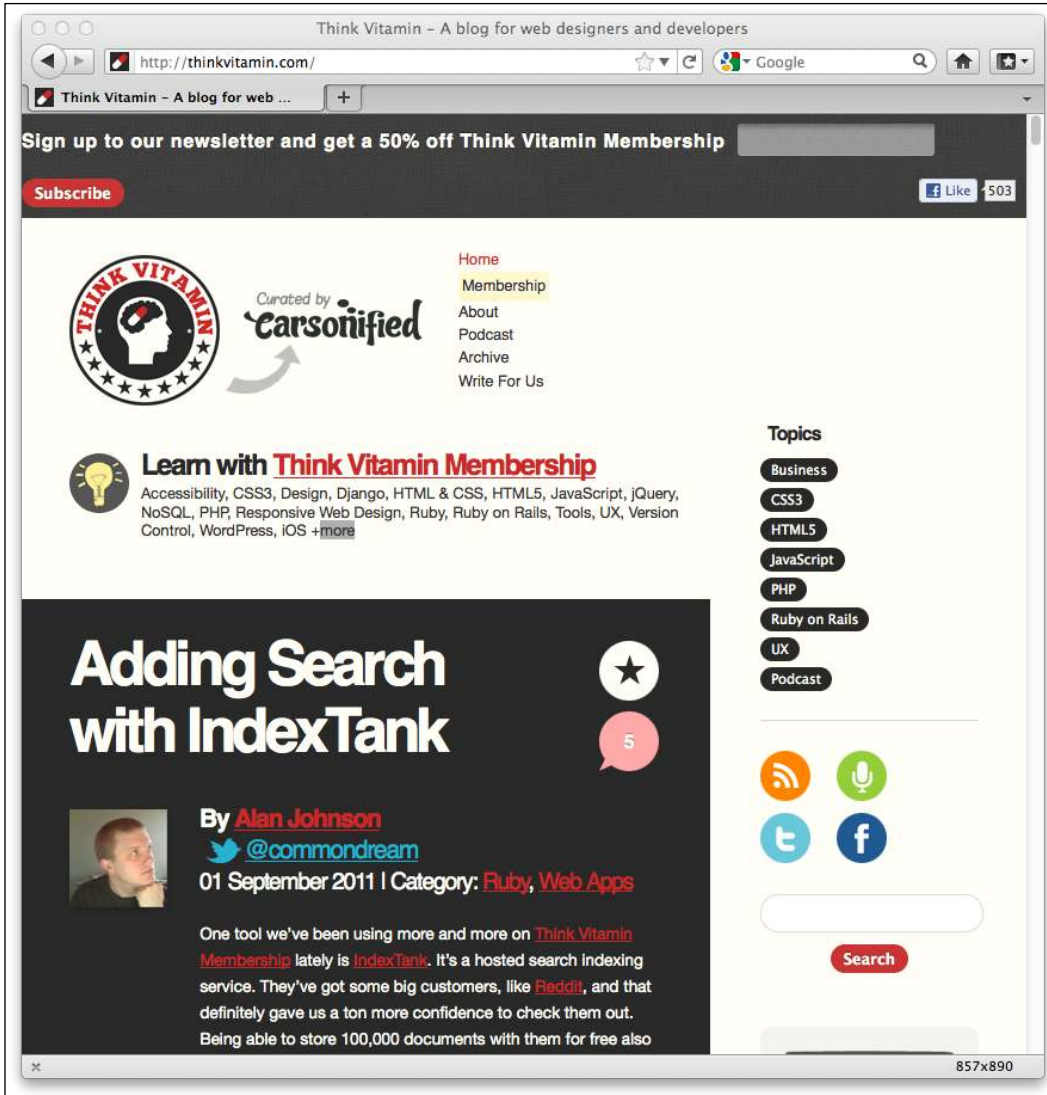 Think Vitamin – A blog for web designers and developers
http://thinkvitamin.com/
Google
Think Vitamin – A blog for web ...
+
Sign up to our newsletter and get a 50% off Think Vitamin Membership
Subscribe
Like
503
THINK VITAMIN
Curated by
Carsonified
Home
Membership
About
Podcast
Archive
Write For Us
Learn with Think Vitamin Membership
Accessibility, CSS3, Design, Django, HTML & CSS, HTML5, JavaScript, jQuery,
NoSQL, PHP, Responsive Web Design, Ruby, Ruby on Rails, Tools, UX, Version
Control, WordPress, iOS +more
Topics
Business
CSS3
HTML5
JavaScript
PHP
Ruby on Rails
UX
Podcast
Adding Search
with IndexTank
5
By Alan Johnson
@commondream
01 September 2011 | Category: Ruby, Web Apps
One tool we've been using more and more on Think Vitamin
Membership lately is IndexTank. It's a hosted search indexing
service. They've got some big customers, like Reddit, and that
definitely gave us a ton more confidence to check them out.
Being able to store 100,000 documents with them for free also
Search
857x890